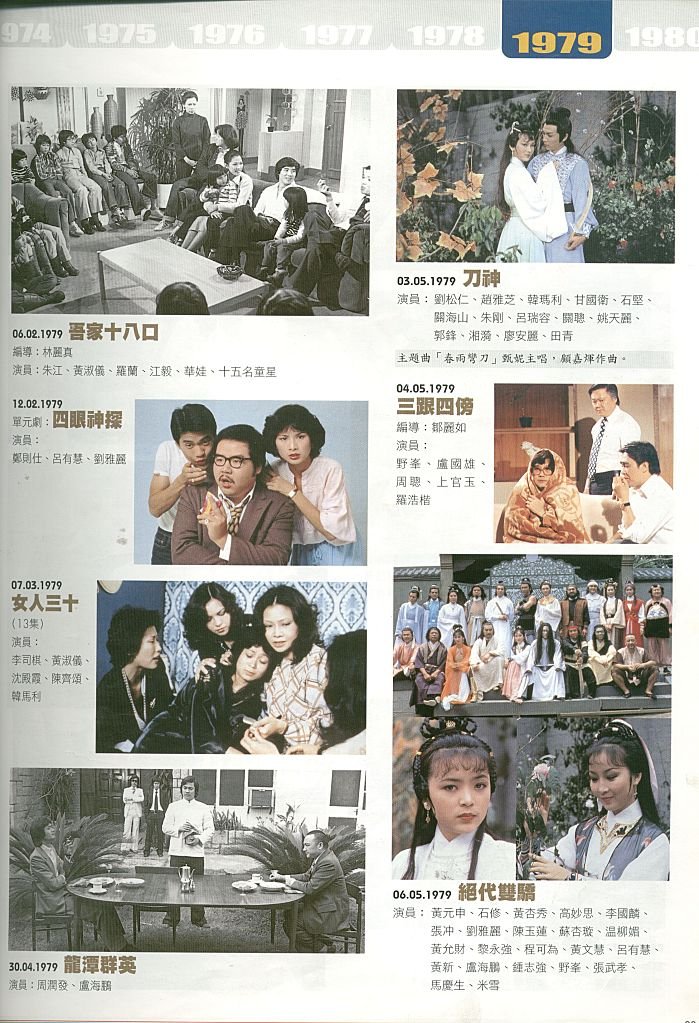 974
1975
1976
1977
1978
1979
1980
06.02.1979 吾家十八口
編導：林麗真
演員：朱江、黃淑儀、羅蘭、江毅、華娃、十五名童星
12.02.1979
單元劇：四眼神探
演員：
鄭則仕、呂有慧、劉雅麗
07.03.1979
女人三十
(13集)
演員：
李司棋、黃淑儀、
沈殿霞、陳齊頌、
韓馬利
30.04.1979 龍潭群英
演員：周潤發、盧海鵬
03.05.1979 刀神
演員：劉松仁、趙雅芝、韓瑪利、甘國衛、石堅、
關海山、朱剛、呂瑞容、關聰、姚天麗、
郭鋒、湘漪、廖安麗、田青
主題曲「春雨彎刀」甄妮主唱，顧嘉煇作曲。
04.05.1979
三跟四傍
編導：鄒麗如
演員：
野峯、盧國雄、
周聰、上官玉、
羅浩楷
06.05.1979 絕代雙驕
演員：黃元申、石修、黃杏秀、高妙思、李國麟、
張冲、劉雅麗、陳玉蓮、蘇杏璇、温柳媚、
黃允財、黎永強、程可為、黃文慧、呂有慧、
黃新、盧海鵬、鍾志強、野峯、張武孝、
馬慶生、米雪